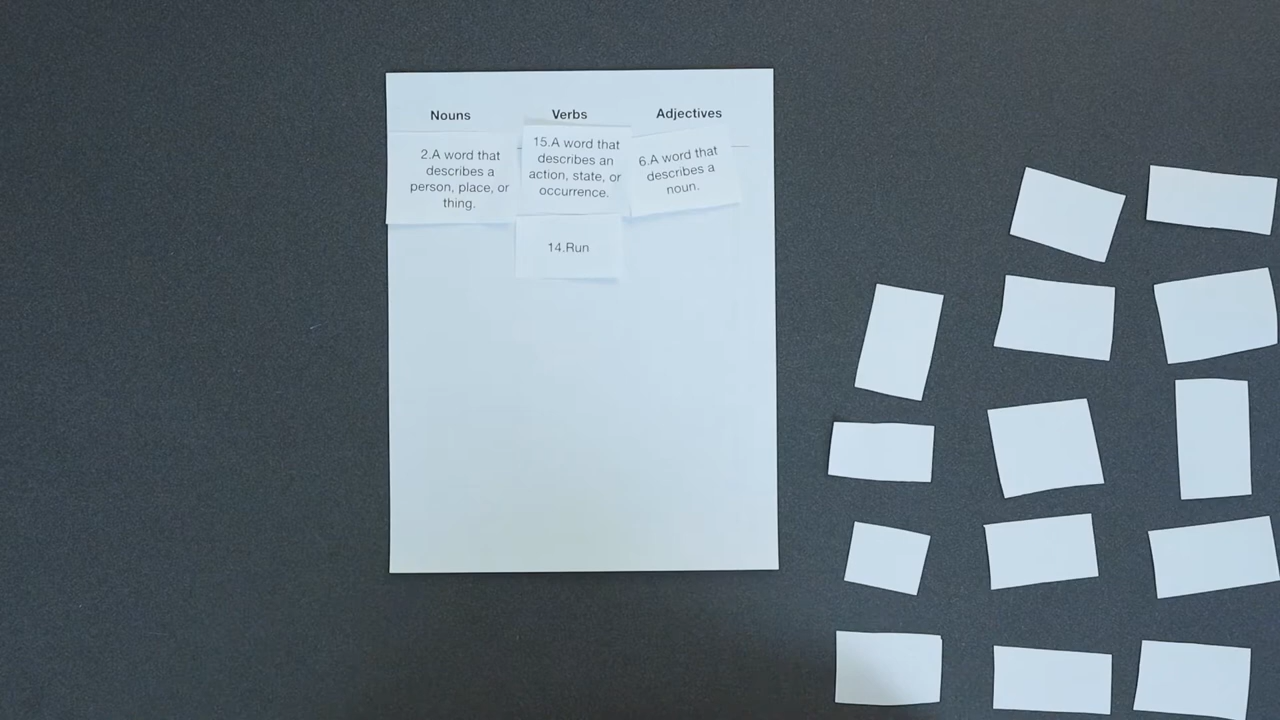 Nouns
Verbs
Adjectives
2.A word that
describes a
person, place, or
thing.
15.A word that
describes an
action, state, or
occurrence.
6.A word that
describes a
noun.
14.Run